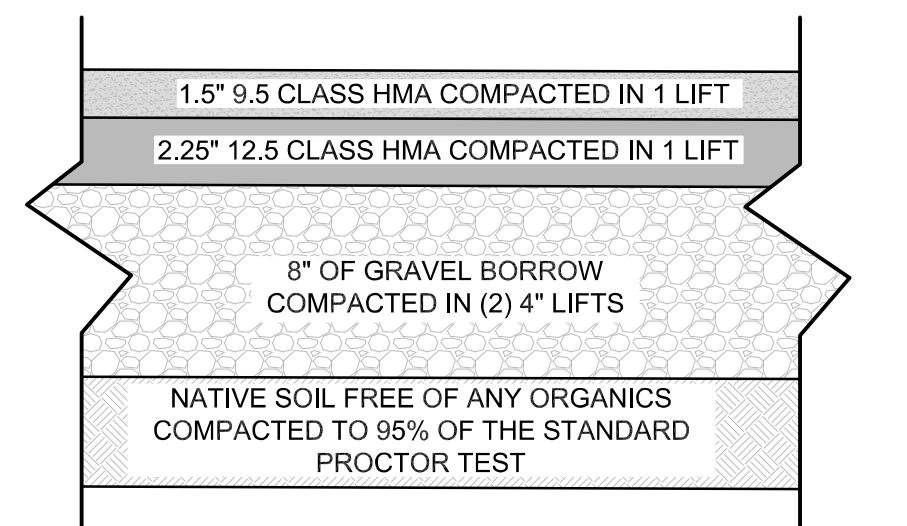 1.5" 9.5 CLASS HMA COMPACTED IN 1 LIFT
2.25" 12.5 CLASS HMA COMPACTED IN 1 LIFT
8" OF GRAVEL BORROW
COMPACTED IN (2) 4" LIFTS
NATIVE SOIL FREE OF ANY ORGANICS
COMPACTED TO 95% OF THE STANDARD
PROCTOR TEST